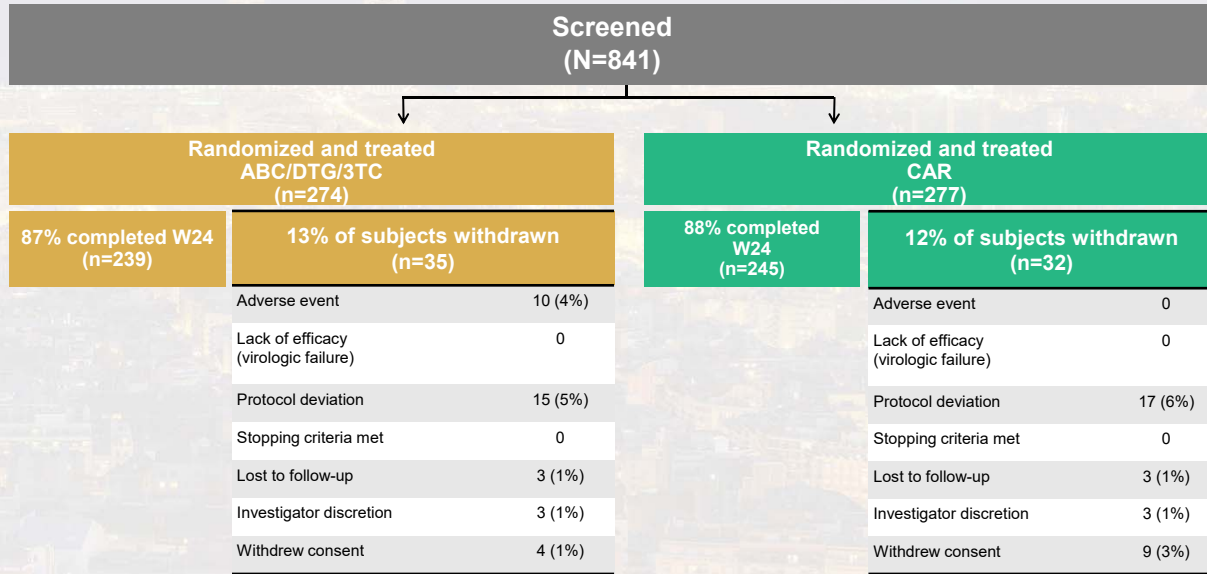 Screened
(N=841)
Randomized and treated
ABC/DTG/3TC
(n=274)
87% completed W24
(n=239)
13% of subjects withdrawn
(n=35)
Adverse event 10 (4%)
Lack of efficacy 0
(virologic failure)
Protocol deviation 15 (5%)
Stopping criteria met 0
Lost to follow-up 3 (1%)
Investigator discretion 3 (1%)
Withdrew consent 4 (1%)
Randomized and treated
CAR
(n=277)
88% completed
W24
(n=245)
12% of subjects withdrawn
(n=32)
Adverse event 0
Lack of efficacy 0
(virologic failure)
Protocol deviation 17 (6%)
Stopping criteria met 0
Lost to follow-up 3 (1%)
Investigator discretion 3 (1%)
Withdrew consent 9 (3%)